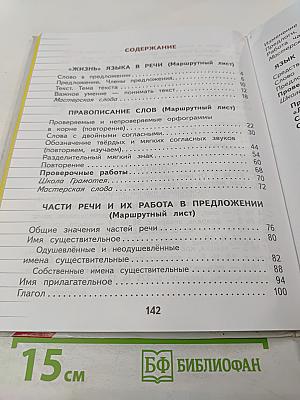 СОДЕРЖАНИЕ
«ЖИЗНЬ» ЯЗЫКА В РЕЧИ (Маршрутный лист)
Слово в предложении 4
Предложение. Члены предложения 6
Текст. Тема текста
Важное умение — понимать текст 12
Мастерская слова 18
ПРАВОПИСАНИЕ СЛОВ (Маршрутный лист)
Проверяемые и непроверяемые орфограммы
в корне (повторение) 22
Слова с двойными согласными 30
Обозначение твёрдых и мягких согласных звуков
(повторяем, изучаем) 44
Разделительный мягкий знак 54
Повторение 60
Проверочные работы 68
Школа Грамотея 70
Мастерская слова 72
ЧАСТИ РЕЧИ И ИХ РАБОТА В ПРЕДЛОЖЕНИИ
(Маршрутный лист)
Общие значения частей речи 76
Имя существительное 80
Одушевлённые и неодушевлённые
имена существительные 82
Собственные имена существительные 88
Имя прилагательное 94
Глагол 100
142
15 см
БФ БИБЛИОФАН